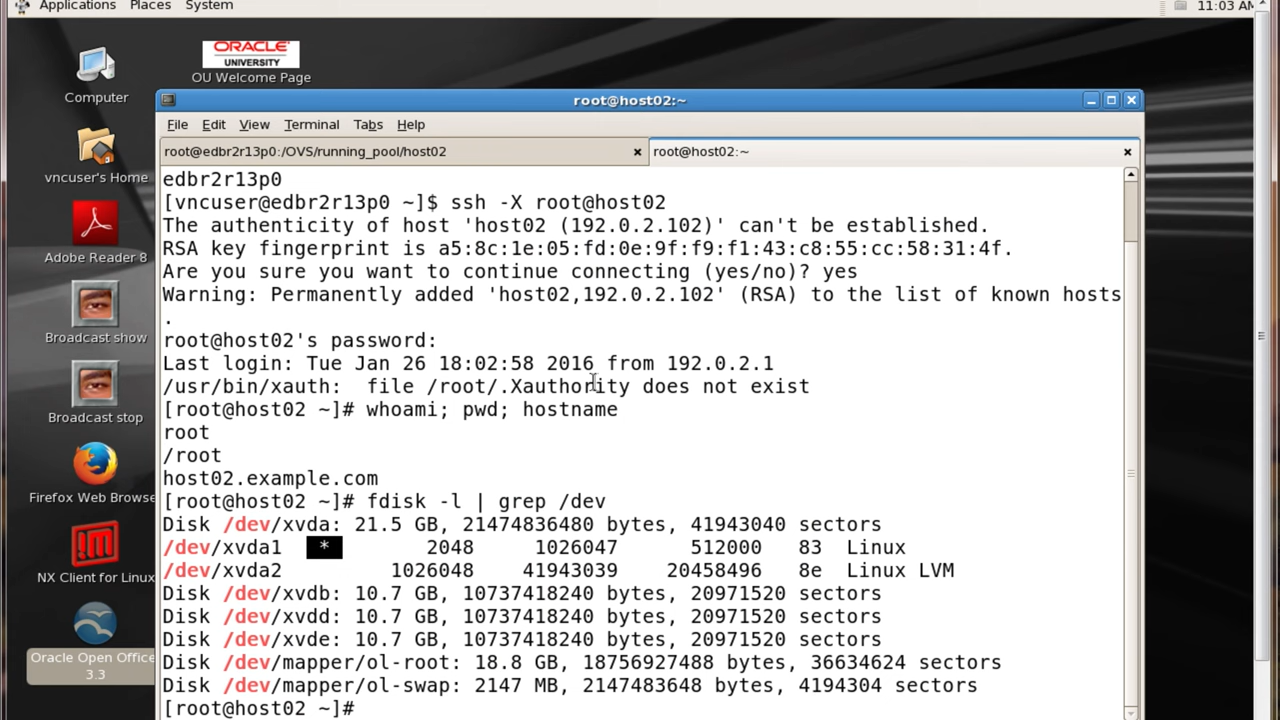 Applications Places System
11:03 AM
Computer
ORACLE
UNIVERSITY
OU Welcome Page
vncuser's Home
Adobe Reader 8
Broadcast show
Broadcast stop
Firefox Web Browse
NX Client for Linux
Oracle Open Office
3.3
root@host02:~
File Edit View Terminal Tabs Help
root@edbr2r13p0:/OVS/running_pool/host02
root@host02:~
edbr2r13p0
[vncuser@edbr2r13p0 ~]$ ssh -X root@host02
The authenticity of host 'host02 (192.0.2.102)' can't be established.
RSA key fingerprint is a5:8c:1e:05:fd:0e:9f:f9:f1:43:c8:55:cc:58:31:4f.
Are you sure you want to continue connecting (yes/no)? yes
Warning: Permanently added 'host02,192.0.2.102' (RSA) to the list of known hosts
.
root@host02's password:
Last login: Tue Jan 26 18:02:58 2016 from 192.0.2.1
/usr/bin/xauth:  file /root/.Xauthority does not exist
[root@host02 ~]# whoami; pwd; hostname
root
/root
host02.example.com
[root@host02 ~]# fdisk -l | grep /dev
Disk /dev/xvda: 21.5 GB, 21474836480 bytes, 41943040 sectors
/dev/xvda1  *       2048     1026047      512000   83  Linux
/dev/xvda2         1026048    41943039    20458496   8e  Linux LVM
Disk /dev/xvdb: 10.7 GB, 10737418240 bytes, 20971520 sectors
Disk /dev/xvdd: 10.7 GB, 10737418240 bytes, 20971520 sectors
Disk /dev/xvde: 10.7 GB, 10737418240 bytes, 20971520 sectors
Disk /dev/mapper/ol-root: 18.8 GB, 18756927488 bytes, 36634624 sectors
Disk /dev/mapper/ol-swap: 2147 MB, 2147483648 bytes, 4194304 sectors
[root@host02 ~]#